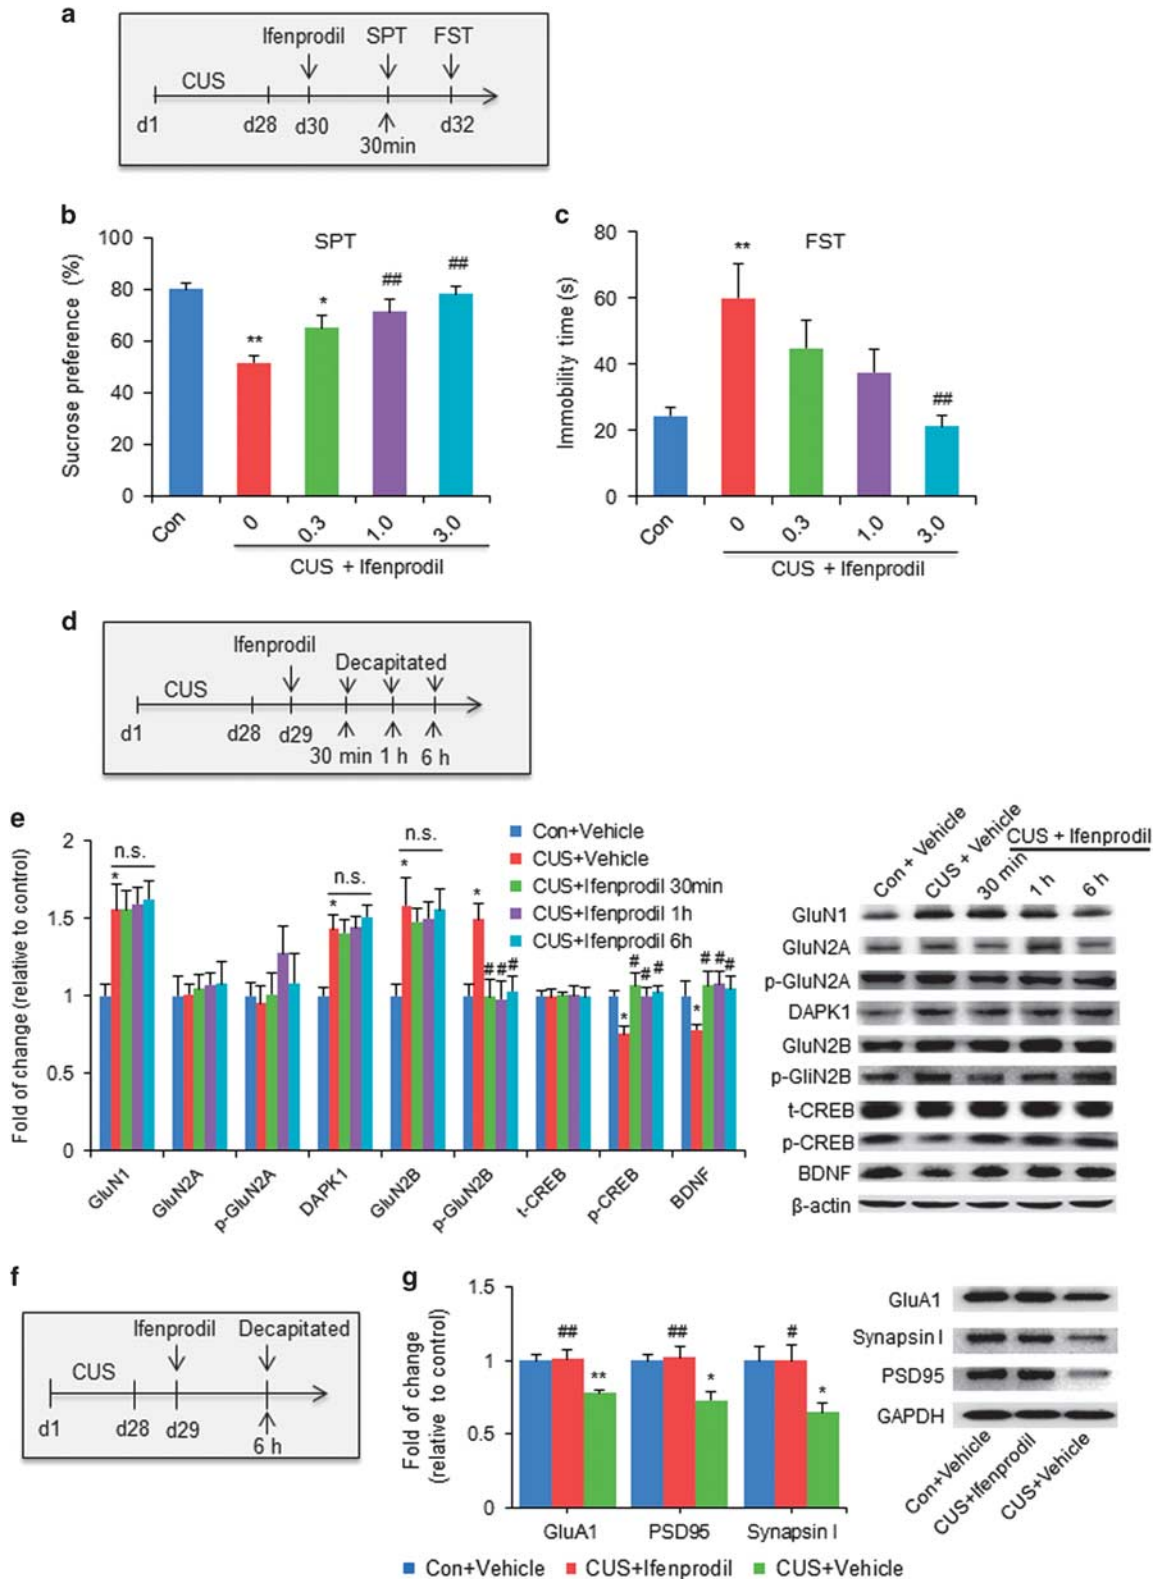 a
Ifenprodil SPT FST
CUS
d1 d28 d30 d32
30min
b
SPT
Sucrose preference (%)
100
80
60
40
20
0
**
*
##
##
Con 0 0.3 1.0 3.0
CUS + Ifenprodil
c
FST
Immobility time (s)
80
60
40
20
0
**
##
Con 0 0.3 1.0 3.0
CUS + Ifenprodil
d
Ifenprodil
Decapitated
CUS
d1 d28 d29
30 min 1 h 6 h
e
Fold of change (relative to control)
2
1.5
1
0.5
0
n.s.
*
n.s.
*
n.s.
*
*
# # #
*
# # #
*
# # #
Con+Vehicle
CUS+Vehicle
CUS+Ifenprodil 30min
CUS+Ifenprodil 1h
CUS+Ifenprodil 6h
GluN1 GluN2A p-GluN2A DAPK1 GluN2B p-GluN2B t-CREB p-CREB BDNF
Con+ Vehicle
CUS + Vehicle
CUS + Ifenprodil
30 min 1 h 6 h
GluN1
GluN2A
p-GluN2A
DAPK1
GluN2B
p-GliN2B
t-CREB
p-CREB
BDNF
β-actin
f
Ifenprodil Decapitated
CUS
d1 d28 d29
6 h
g
Fold of change
(relative to control)
1.5
1
0.5
0
##
**
##
*
#
*
GluA1 PSD95 Synapsin I
Con+Vehicle CUS+Ifenprodil CUS+Vehicle
GluA1
Synapsin I
PSD95
GAPDH
Con+Vehicle
CUS+Ifenprodil
CUS+Vehicle